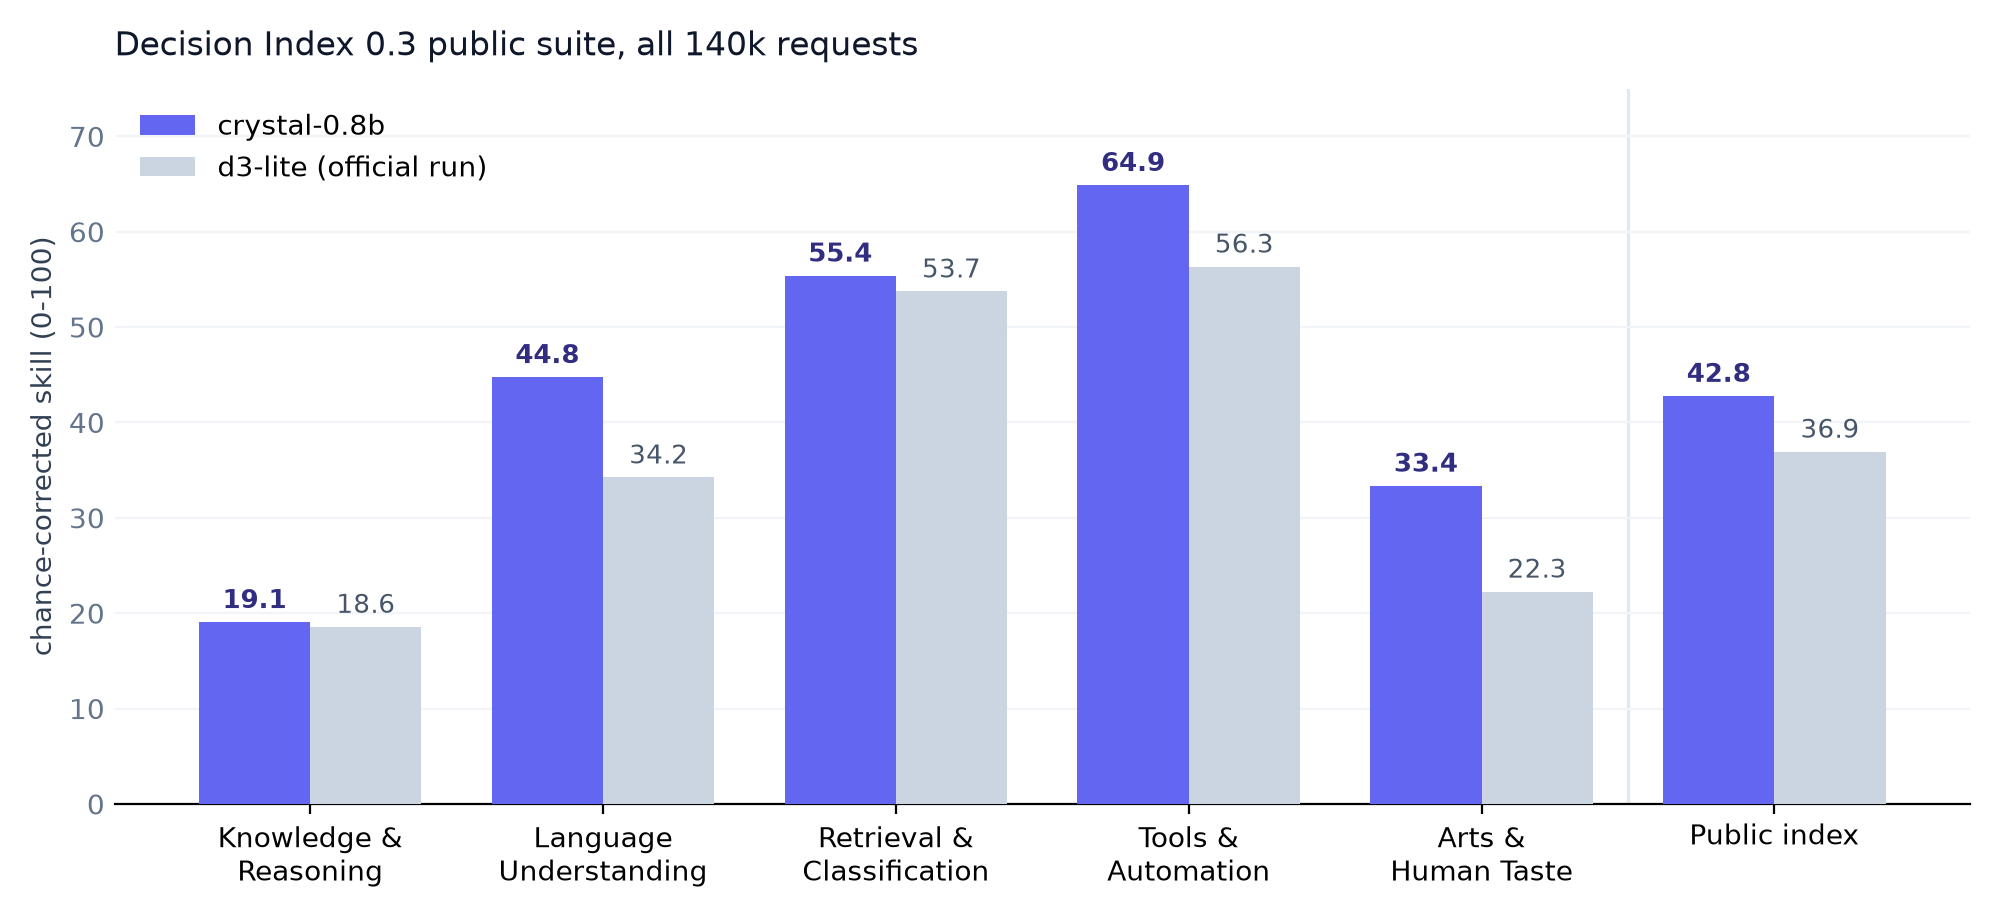 Decision Index 0.3 public suite, all 140k requests
crystal-0.8b
d3-lite (official run)
chance-corrected skill (0-100)
70
60
50
40
30
20
10
0
19.1
18.6
44.8
34.2
55.4
53.7
64.9
56.3
33.4
22.3
42.8
36.9
Knowledge &
Reasoning
Language
Understanding
Retrieval &
Classification
Tools &
Automation
Arts &
Human Taste
Public index